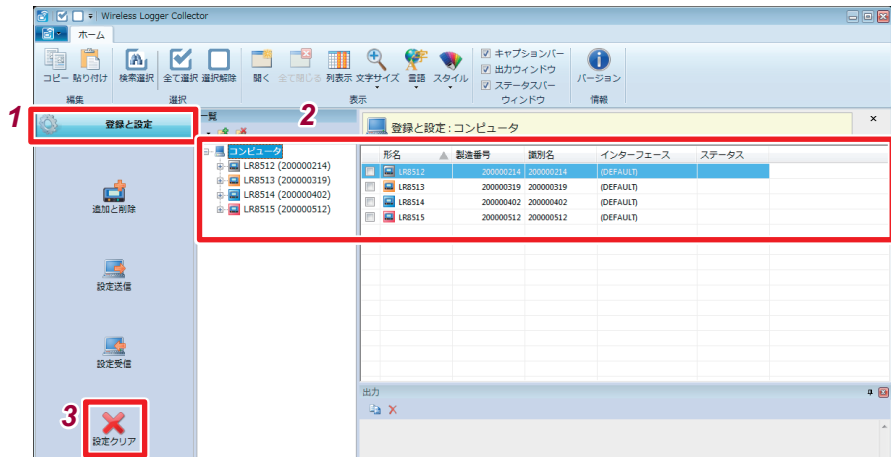 Wireless Logger Collector
ホーム
コピー 貼り付け 検索選択 全て選択 選択解除 開く 全て閉じる 列表示 文字サイズ 言語 スタイル キャプションバー バージョン
出力ウィンドウ
ステータスバー
編集 選択 表示 ウィンドウ 情報
1 登録と設定
2
一覧
登録と設定 : コンピュータ
コンピュータ
LR8512 (200000214)
LR8513 (200000319)
LR8514 (200000402)
LR8515 (200000512)
形名 製造番号 識別名 インターフェース ステータス
LR8512 200000214 200000214 (DEFAULT)
LR8513 200000319 200000319 (DEFAULT)
LR8514 200000402 200000402 (DEFAULT)
LR8515 200000512 200000512 (DEFAULT)
追加と削除
設定送信
設定受信
出力
3
設定クリア